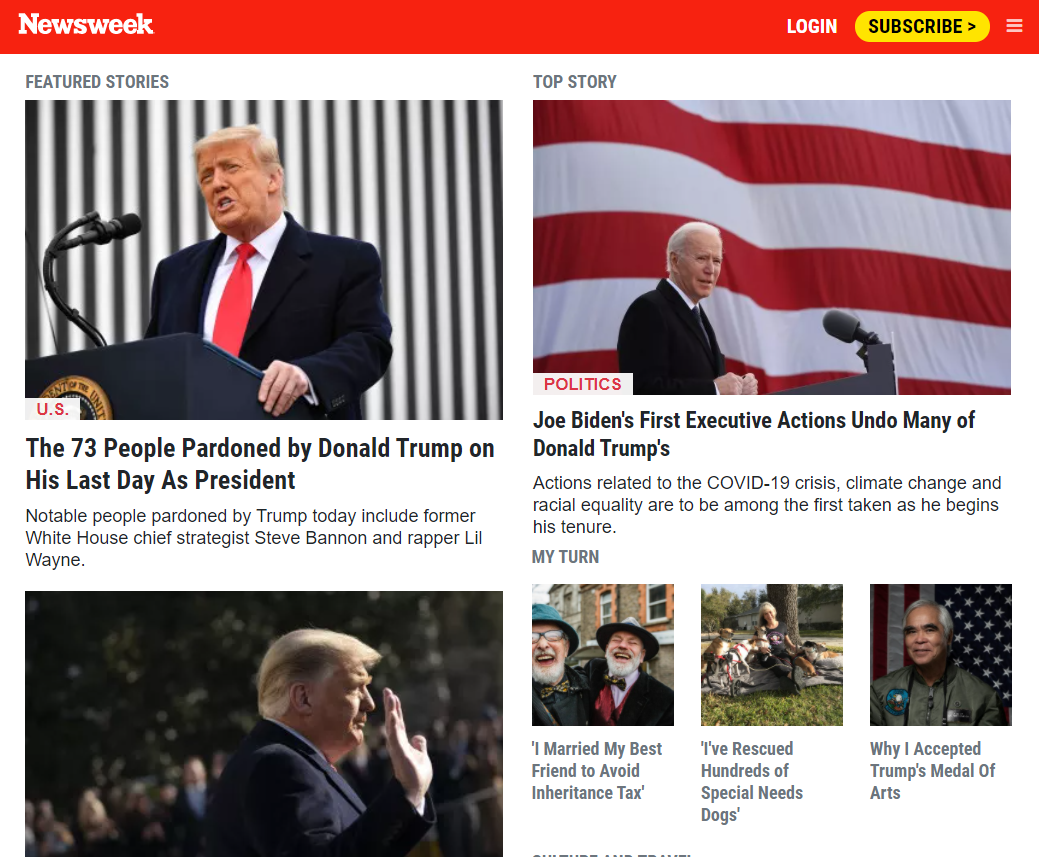 Newsweek
LOGIN
SUBSCRIBE >
FEATURED STORIES
U.S.
The 73 People Pardoned by Donald Trump on
His Last Day As President
Notable people pardoned by Trump today include former
White House chief strategist Steve Bannon and rapper Lil
Wayne.
TOP STORY
POLITICS
Joe Biden's First Executive Actions Undo Many of
Donald Trump's
Actions related to the COVID-19 crisis, climate change and
racial equality are to be among the first taken as he begins
his tenure.
MY TURN
'I Married My Best
Friend to Avoid
Inheritance Tax'
'I've Rescued
Hundreds of
Special Needs
Dogs'
Why I Accepted
Trump's Medal Of
Arts
CULTURE AND TRAVEL